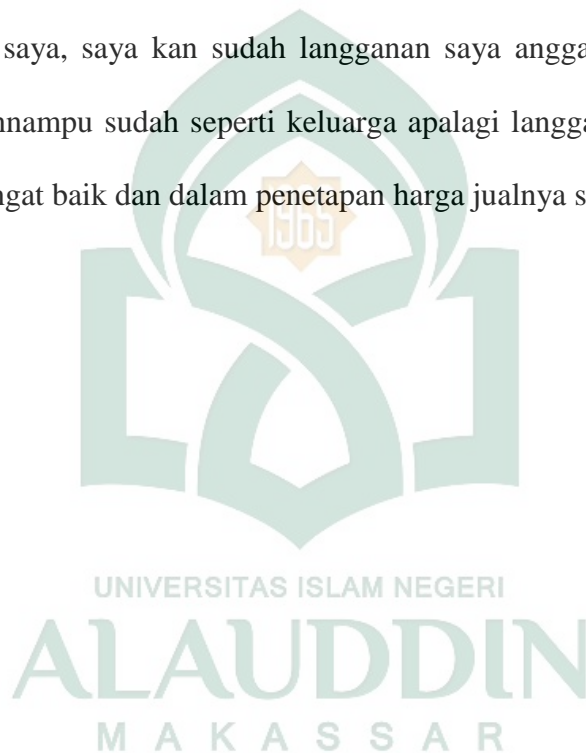 saya, saya kan sudah langganan saya angga
nnampu sudah seperti keluarga apalagi langga
ngat baik dan dalam penetapan harga jualnya s
1965
UNIVERSITAS ISLAM NEGERI
ALAUDDIN
MAKASSAR